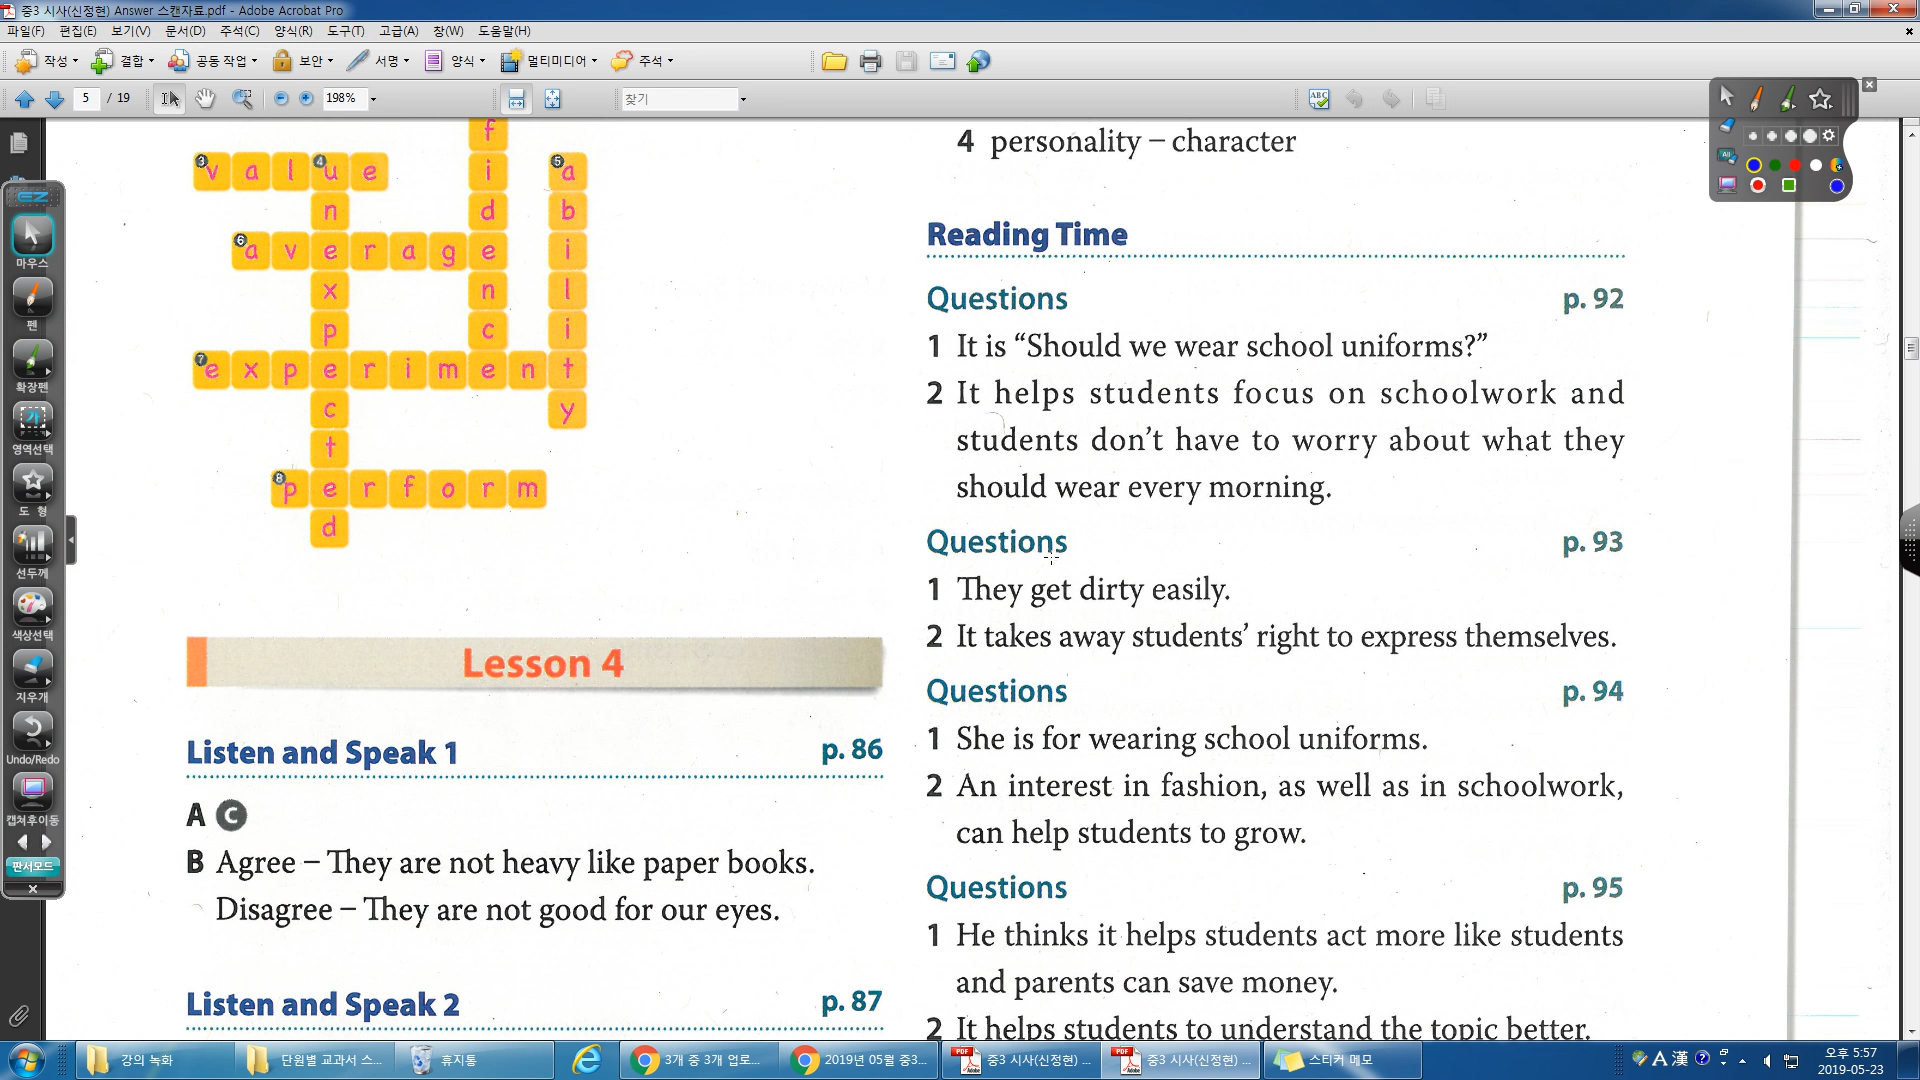 중3 시사(신정현) Answer 스캔자료.pdf - Adobe Acrobat Pro
파일(F) 편집(E) 보기(V) 문서(D) 주석(C) 양식(R) 도구(T) 고급(A) 창(W) 도움말(H)
작성 결합 공동 작업 보안 서명 양식 멀티미디어 주석
5 / 19 198% 찾기
EZ
마우스
펜
확장펜
영역선택
도 형
선두께
색상선택
지우개
Undo/Redo
캡쳐후이동
판서모드
f
3 value
4 unexpected
idenc
5 ability
6 average
7 experiment
8 perform
Lesson 4
Listen and Speak 1 p. 86
A C
B Agree – They are not heavy like paper books.
Disagree – They are not good for our eyes.
Listen and Speak 2 p. 87
4 personality – character
Reading Time
Questions p. 92
1 It is “Should we wear school uniforms?”
2 It helps students focus on schoolwork and
students don’t have to worry about what they
should wear every morning.
Questions p. 93
1 They get dirty easily.
2 It takes away students’ right to express themselves.
Questions p. 94
1 She is for wearing school uniforms.
2 An interest in fashion, as well as in schoolwork,
can help students to grow.
Questions p. 95
1 He thinks it helps students act more like students
and parents can save money.
2 It helps students to understand the topic better.
강의 녹화 단원별 교과서 스... 휴지통 3개 중 3개 업로... 2019년 05월 중3... 중3 시사(신정현) ... 중3 시사(신정현) ... 스티커 메모
A 漢
오후 5:57
2019-05-23